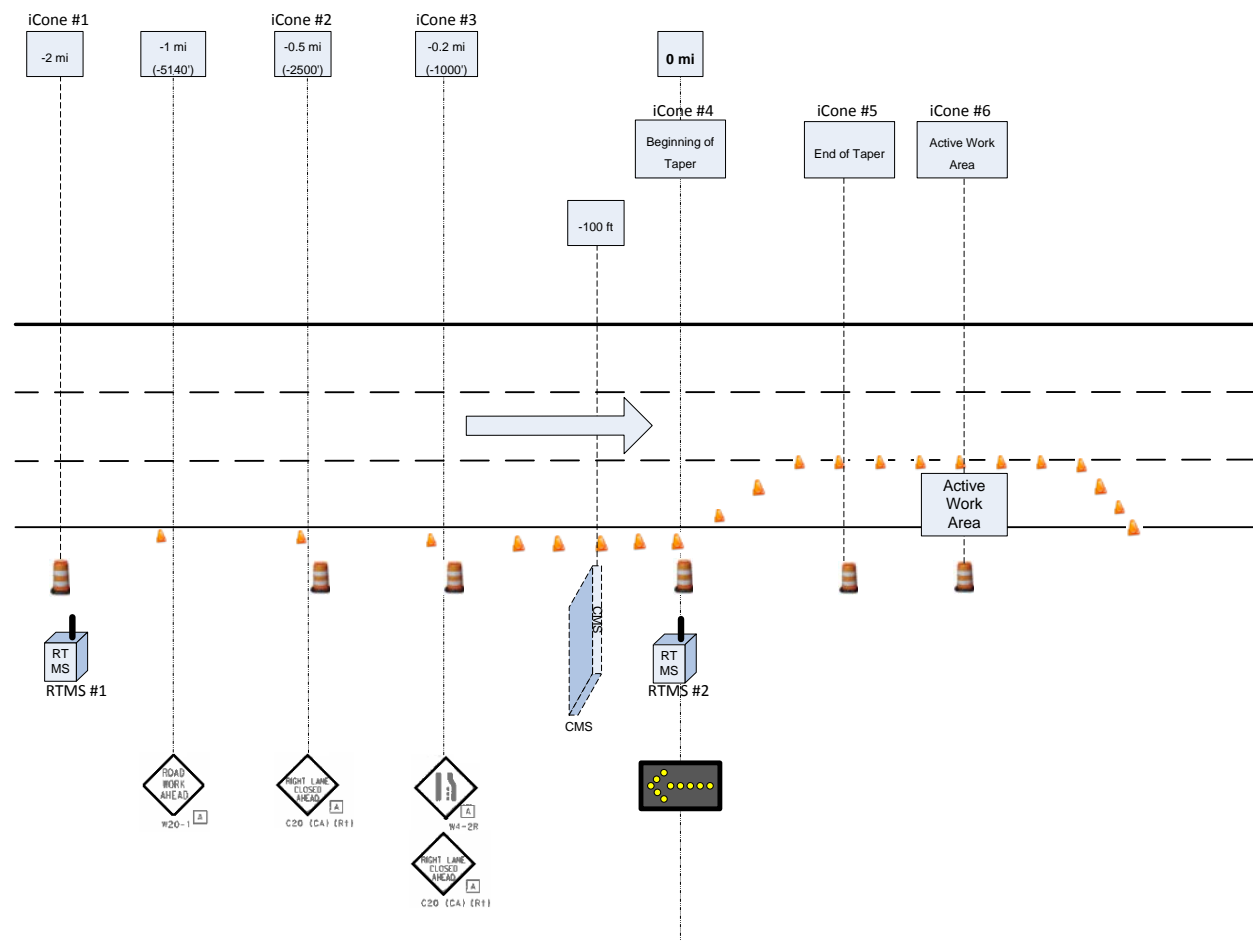 iCone #1
iCone #2
iCone #3
-2 mi
-1 mi
(-5140')
-0.5 mi
(-2500')
-0.2 mi
(-1000')
0 mi
iCone #4
iCone #5
iCone #6
Beginning of
Taper
End of Taper
Active Work
Area
-100 ft
Active
Work
Area
RT
MS
RTMS #1
CMS
CMS
RT
MS
RTMS #2
ROAD
WORK
AHEAD
A
W20-1
RIGHT LANE
CLOSED
AHEAD
A
C20 (CA) (Rt)
A
W4-2R
RIGHT LANE
CLOSED
AHEAD
A
C20 (CA) (Rt)